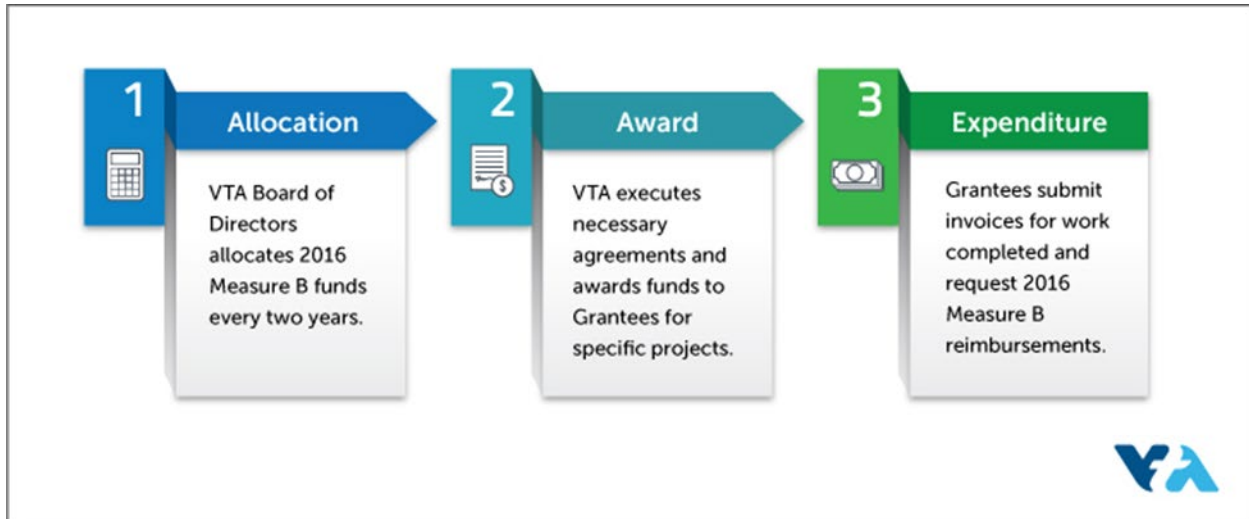 1
Allocation
VTA Board of
Directors
allocates 2016
Measure B funds
every two years.
2
Award
VTA executes
necessary
agreements and
awards funds to
Grantees for
specific projects.
3
Expenditure
Grantees submit
invoices for work
completed and
request 2016
Measure B
reimbursements.
VTA